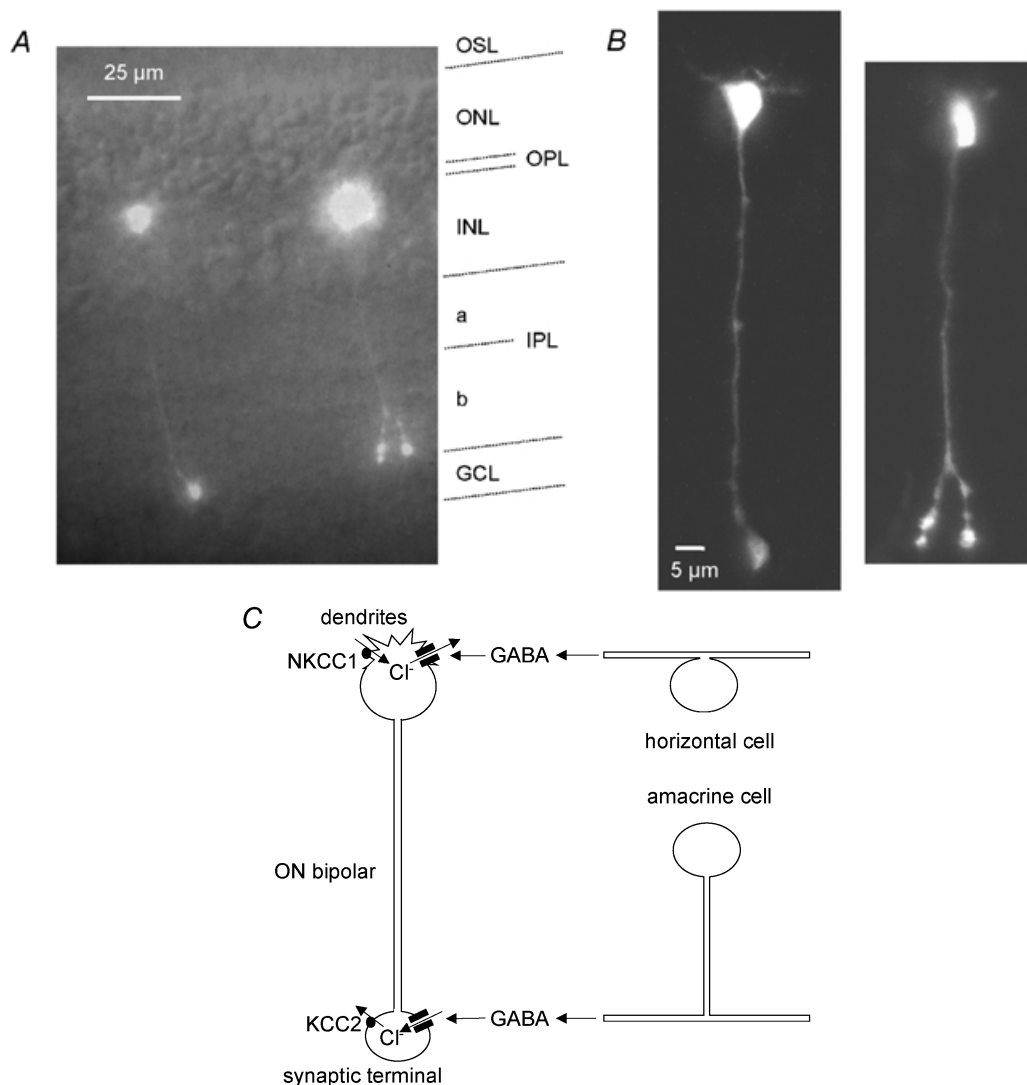 A
25 µm
OSL
ONL
OPL
INL
a
IPL
b
GCL
B
5 µm
C
dendrites
NKCC1
Cl-
GABA
horizontal cell
amacrine cell
ON bipolar
KCC2
Cl-
GABA
synaptic terminal